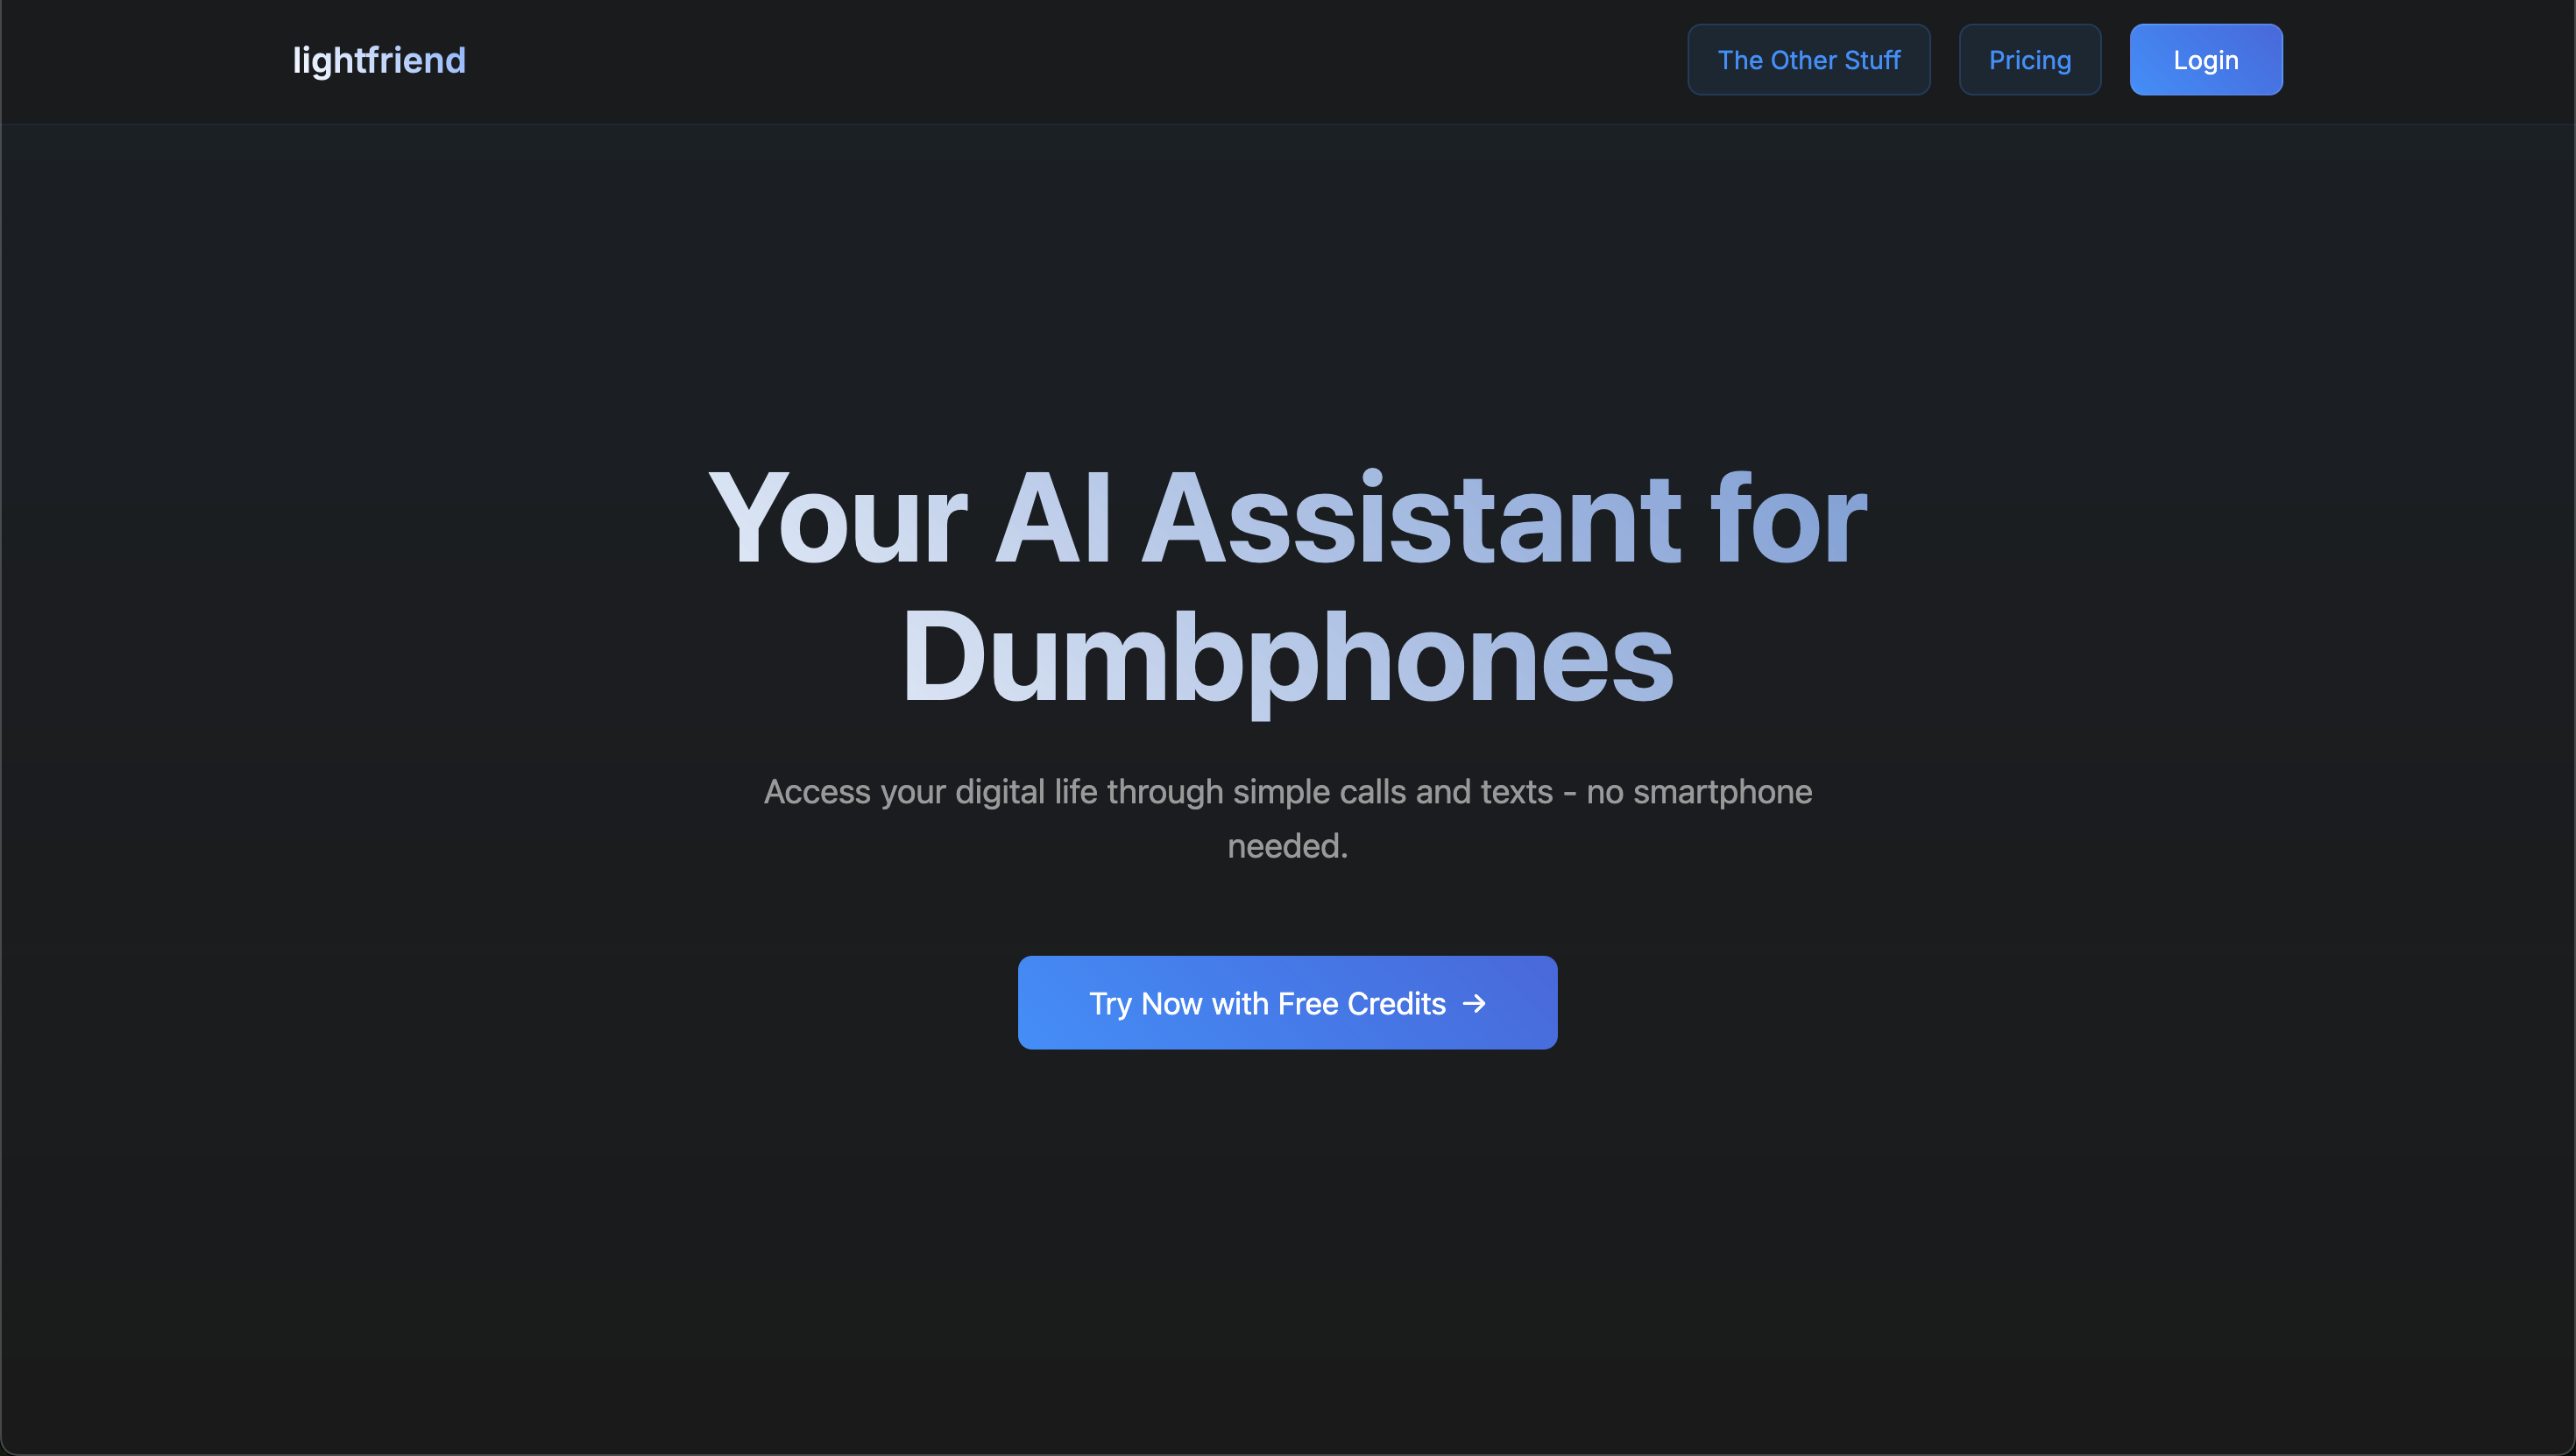 lightfriend
The Other Stuff
Pricing
Login
Your AI Assistant for
Dumbphones
Access your digital life through simple calls and texts - no smartphone
needed.
Try Now with Free Credits →